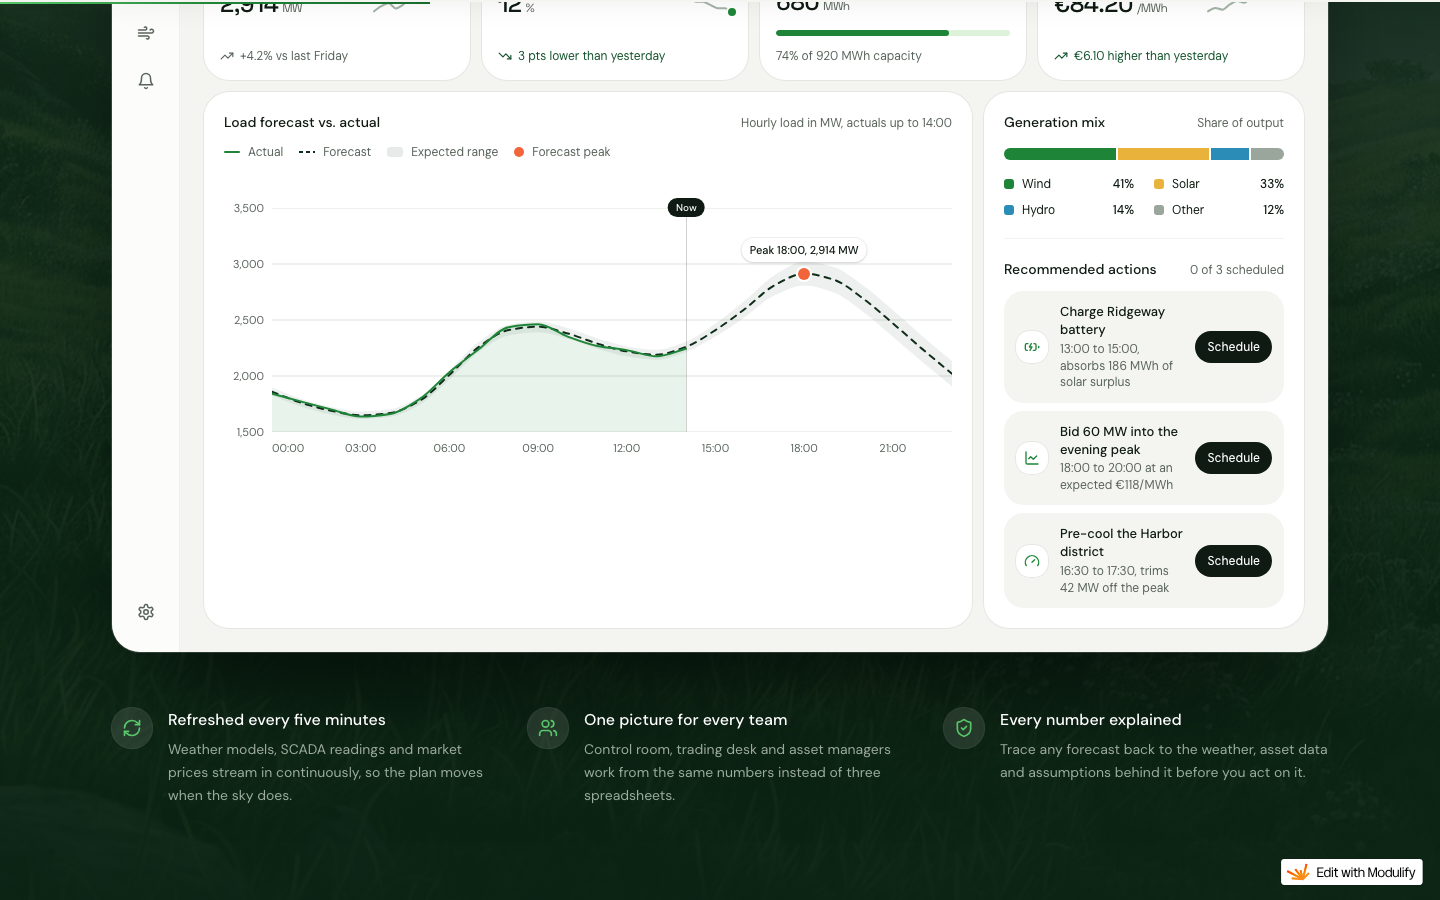 2,914 MW
12 %
680 MWh
€84.20 /MWh
+4.2% vs last Friday
3 pts lower than yesterday
74% of 920 MWh capacity
€6.10 higher than yesterday
Load forecast vs. actual
Hourly load in MW, actuals up to 14:00
Actual
Forecast
Expected range
Forecast peak
3,500
3,000
2,500
2,000
1,500
Now
Peak 18:00, 2,914 MW
00:00
03:00
06:00
09:00
12:00
15:00
18:00
21:00
Generation mix
Share of output
Wind 41%
Solar 33%
Hydro 14%
Other 12%
Recommended actions
0 of 3 scheduled
Charge Ridgeway
battery
13:00 to 15:00,
absorbs 186 MWh of
solar surplus
Schedule
Bid 60 MW into the
evening peak
18:00 to 20:00 at an
expected €118/MWh
Schedule
Pre-cool the Harbor
district
16:30 to 17:30, trims
42 MW off the peak
Schedule
Refreshed every five minutes
Weather models, SCADA readings and market
prices stream in continuously, so the plan moves
when the sky does.
One picture for every team
Control room, trading desk and asset managers
work from the same numbers instead of three
spreadsheets.
Every number explained
Trace any forecast back to the weather, asset data
and assumptions behind it before you act on it.
Edit with Modulify